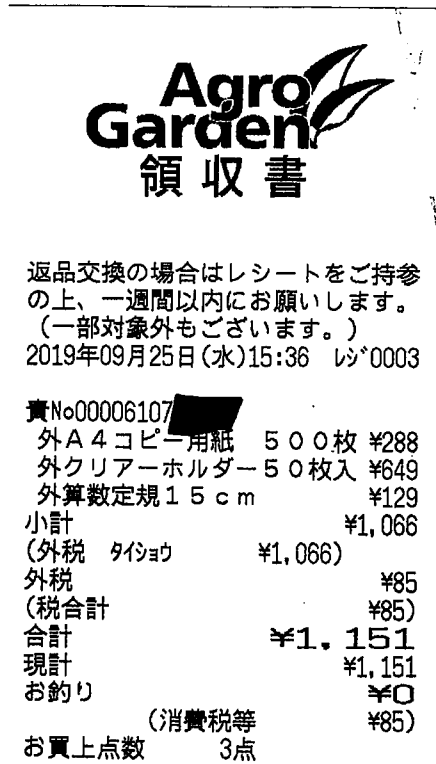 Agro
Garden
領収書
返品交換の場合はレシートをご持参
の上、一週間以内にお願いします。
(一部対象外もございます。)
2019年09月25日(水)15:36 ﾚｼﾞ0003
責No00006107
外A4コピー用紙 500枚 ¥288
外クリアーホルダー50枚入 ¥649
外算数定規15cm ¥129
小計 ¥1,066
(外税 ﾀｲｼｮｳ ¥1,066)
外税 ¥85
(税合計 ¥85)
合計 ¥1,151
現計 ¥1,151
お釣り ¥0
(消費税等 ¥85)
お買上点数 3点